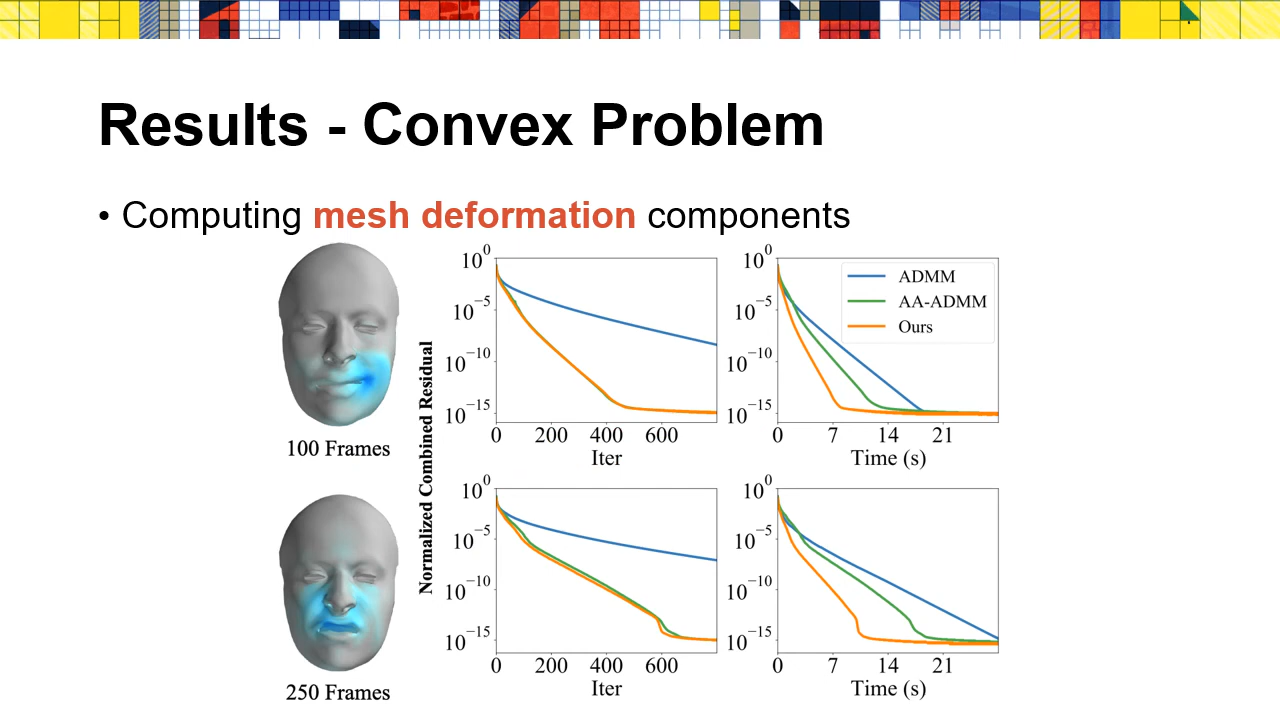 Results - Convex Problem
• Computing mesh deformation components
100 Frames
250 Frames
Normalized Combined Residual
10^0
10^−5
10^−10
10^−15
0 200 400 600
Iter
10^0
10^−5
10^−10
10^−15
0 7 14 21
Time (s)
ADMM
AA-ADMM
Ours
10^0
10^−5
10^−10
10^−15
0 200 400 600
Iter
10^0
10^−5
10^−10
10^−15
0 7 14 21
Time (s)